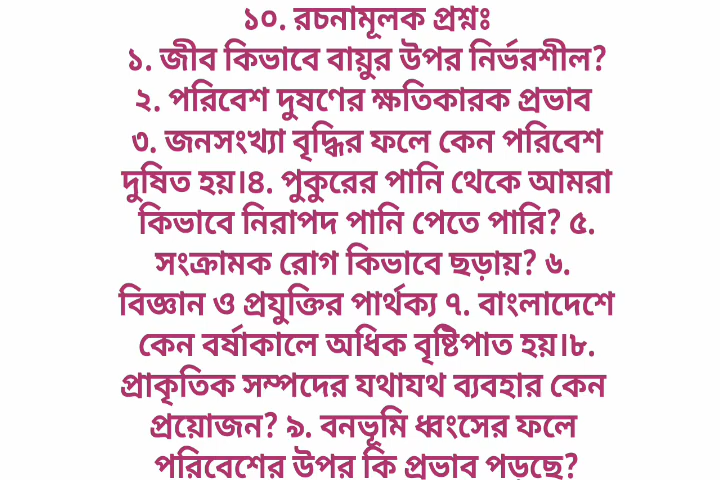 ১০. রচনামূলক প্রশ্নঃ
১. জীব কিভাবে বায়ুর উপর নির্ভরশীল?
২. পরিবেশ দুষণের ক্ষতিকারক প্রভাব
৩. জনসংখ্যা বৃদ্ধির ফলে কেন পরিবেশ
দুষিত হয়।৪. পুকুরের পানি থেকে আমরা
কিভাবে নিরাপদ পানি পেতে পারি? ৫.
সংক্রামক রোগ কিভাবে ছড়ায়? ৬.
বিজ্ঞান ও প্রযুক্তির পার্থক্য ৭. বাংলাদেশে
কেন বর্ষাকালে অধিক বৃষ্টিপাত হয়।৮.
প্রাকৃতিক সম্পদের যথাযথ ব্যবহার কেন
প্রয়োজন? ৯. বনভূমি ধ্বংসের ফলে
পরিবেশের উপর কি প্রভাব পড়ছে?